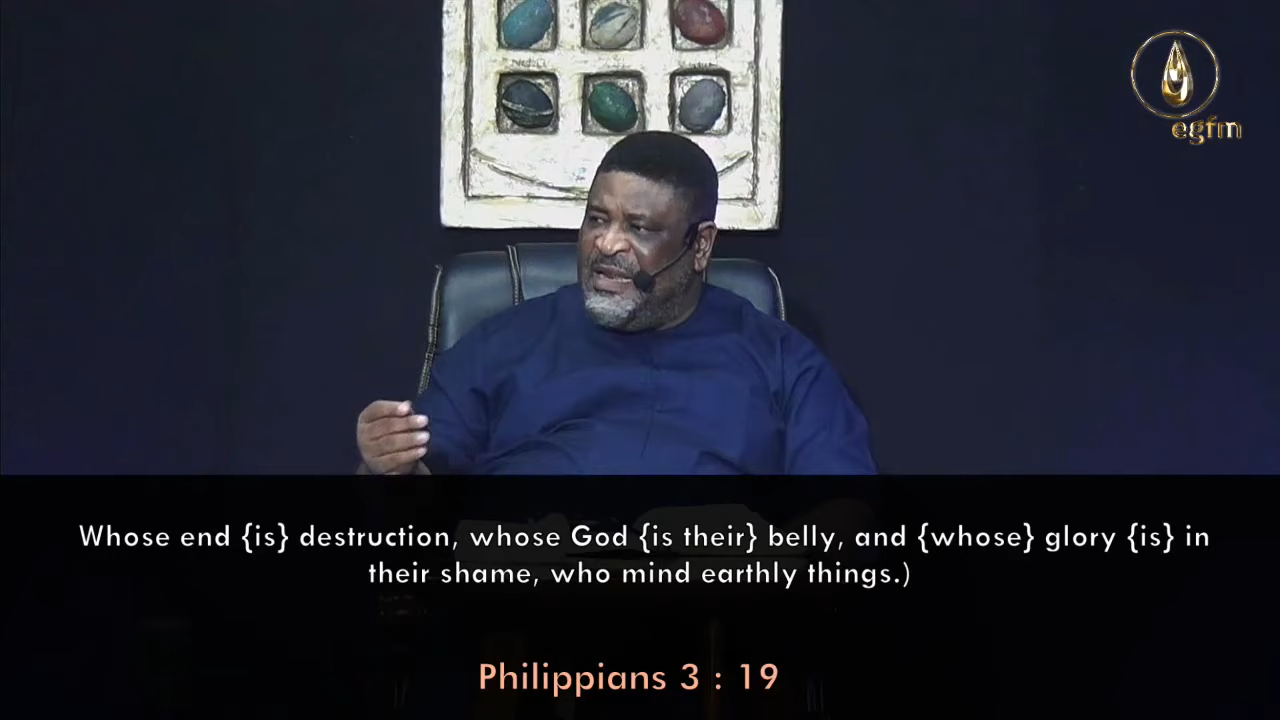 egfm
Whose end {is} destruction, whose God {is their} belly, and {whose} glory {is} in
their shame, who mind earthly things.)
Philippians 3 : 19